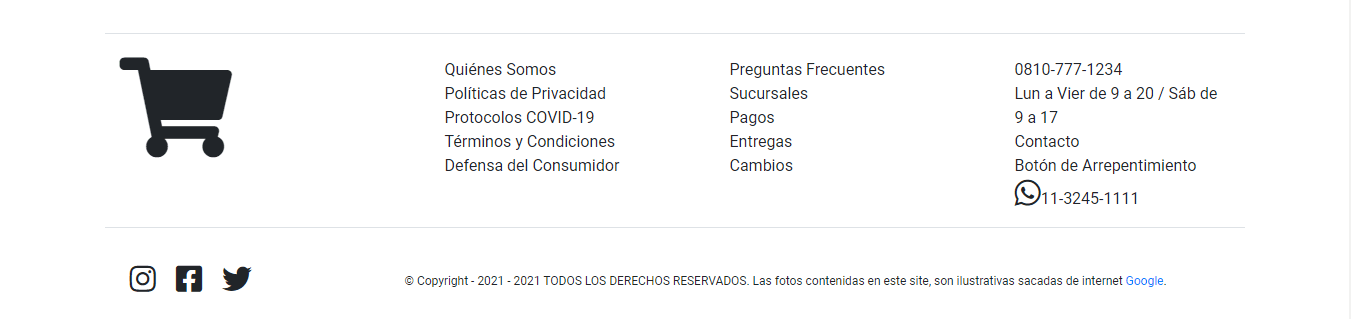 Quiénes Somos
Políticas de Privacidad
Protocolos COVID-19
Términos y Condiciones
Defensa del Consumidor
Preguntas Frecuentes
Sucursales
Pagos
Entregas
Cambios
0810-777-1234
Lun a Vier de 9 a 20 / Sáb de
9 a 17
Contacto
Botón de Arrepentimiento
11-3245-1111
© Copyright - 2021 - 2021 TODOS LOS DERECHOS RESERVADOS. Las fotos contenidas en este site, son ilustrativas sacadas de internet Google.